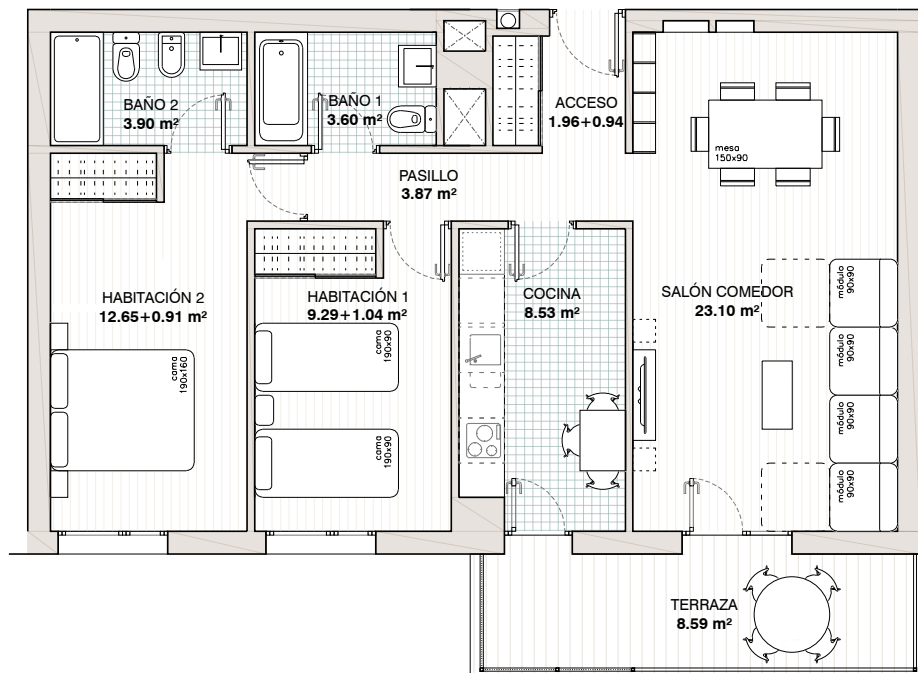 BAÑO 2
3.90 m²
BAÑO 1
3.60 m²
ACCESO
1.96+0.94
mesa
150x90
PASILLO
3.87 m²
HABITACIÓN 2
12.65+0.91 m²
HABITACIÓN 1
9.29+1.04 m²
COCINA
8.53 m²
SALÓN COMEDOR
23.10 m²
módulo
90x90
módulo
90x90
módulo
90x90
módulo
90x90
cama
190x160
cama
190x90
cama
190x90
TERRAZA
8.59 m²